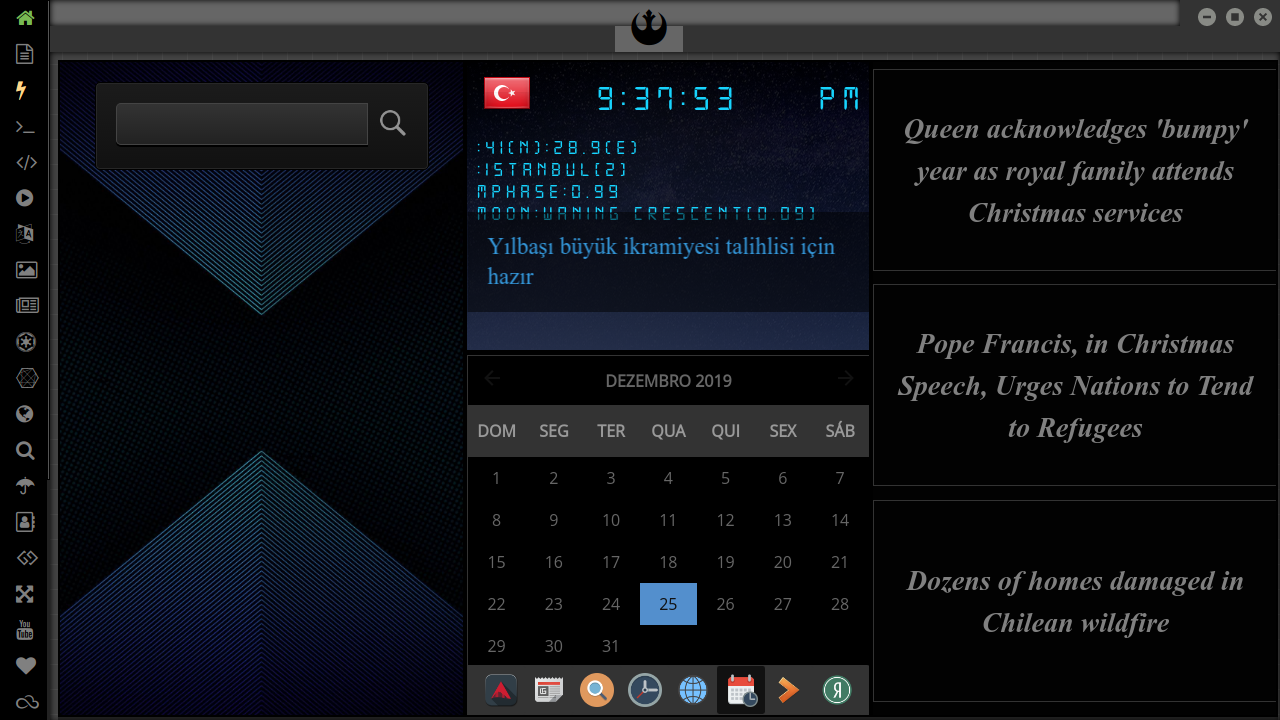 9:37:53 PM
:41(N):28.9(E)
:ISTANBUL(2)
MPHASE:0.99
MOON:WANING CRESCENT(0.09)
Yılbaşı büyük ikramiyesi talihlisi için
hazır
DEZEMBRO 2019
DOM SEG TER QUA QUI SEX SÁB
1 2 3 4 5 6 7
8 9 10 11 12 13 14
15 16 17 18 19 20 21
22 23 24 25 26 27 28
29 30 31
Queen acknowledges 'bumpy'
year as royal family attends
Christmas services
Pope Francis, in Christmas
Speech, Urges Nations to Tend
to Refugees
Dozens of homes damaged in
Chilean wildfire
You
Tube
Я